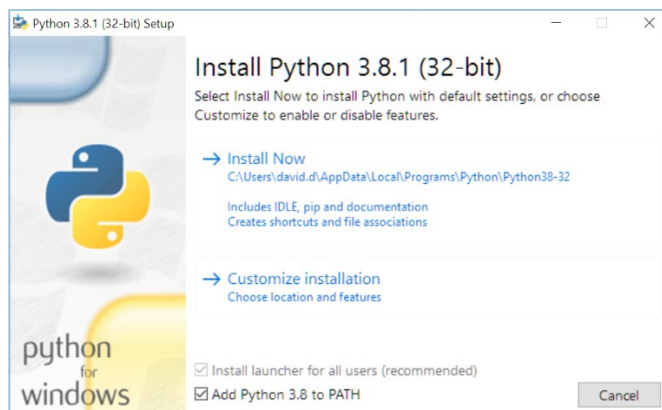 Python 3.8.1 (32-bit) Setup
Install Python 3.8.1 (32-bit)
Select Install Now to install Python with default settings, or choose
Customize to enable or disable features.
Install Now
C:\Users\david.d\AppData\Local\Programs\Python\Python38-32
Includes IDLE, pip and documentation
Creates shortcuts and file associations
Customize installation
Choose location and features
python
for
windows
Install launcher for all users (recommended)
Add Python 3.8 to PATH
Cancel